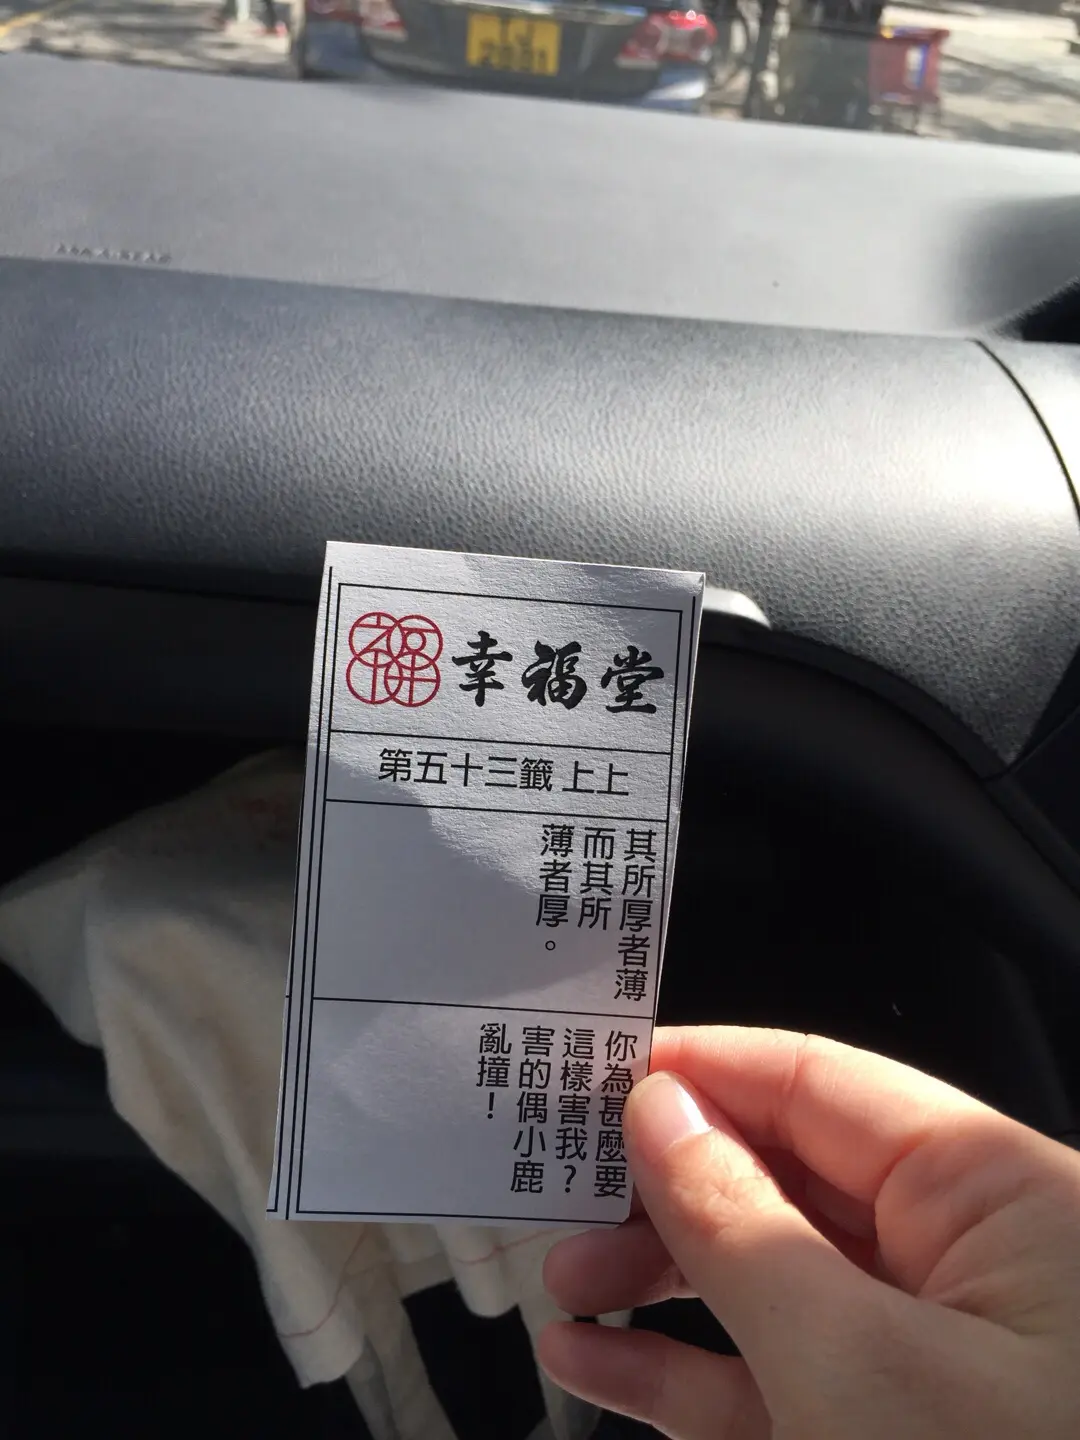 福 幸福堂
第五十三籤 上上
其所厚者薄
而其所
薄者厚。
你為甚麼要
這樣害我?
害的偶小鹿
亂撞!